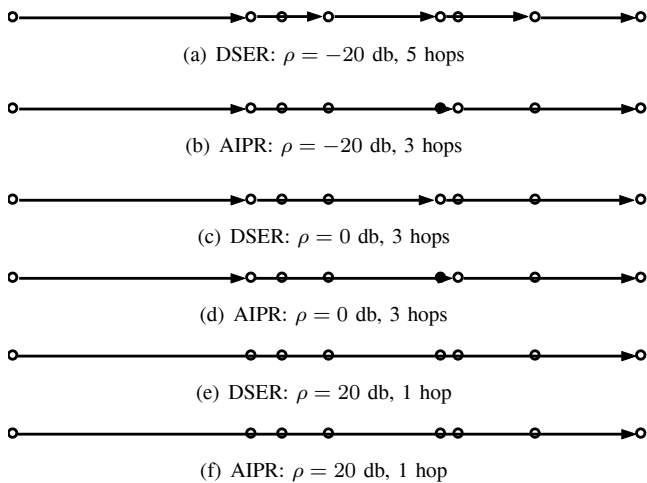 (a) DSER: ρ = −20 db, 5 hops
(b) AIPR: ρ = −20 db, 3 hops
(c) DSER: ρ = 0 db, 3 hops
(d) AIPR: ρ = 0 db, 3 hops
(e) DSER: ρ = 20 db, 1 hop
(f) AIPR: ρ = 20 db, 1 hop